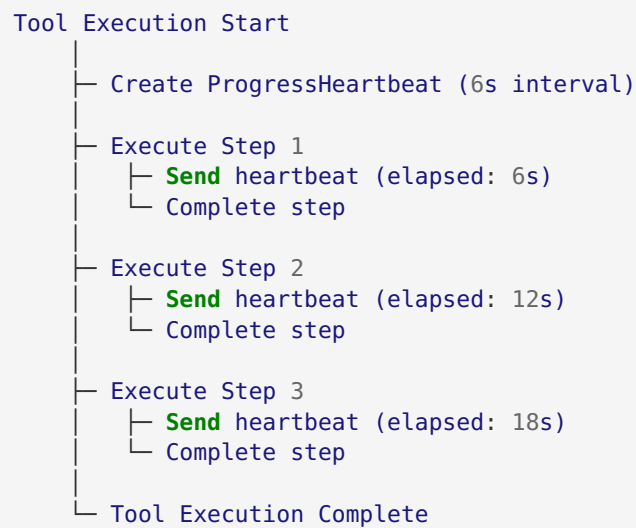 Tool Execution Start
    │
    ├─ Create ProgressHeartbeat (6s interval)
    │
    ├─ Execute Step 1
    │   ├─ Send heartbeat (elapsed: 6s)
    │   └─ Complete step
    │
    ├─ Execute Step 2
    │   ├─ Send heartbeat (elapsed: 12s)
    │   └─ Complete step
    │
    ├─ Execute Step 3
    │   ├─ Send heartbeat (elapsed: 18s)
    │   └─ Complete step
    │
    └─ Tool Execution Complete